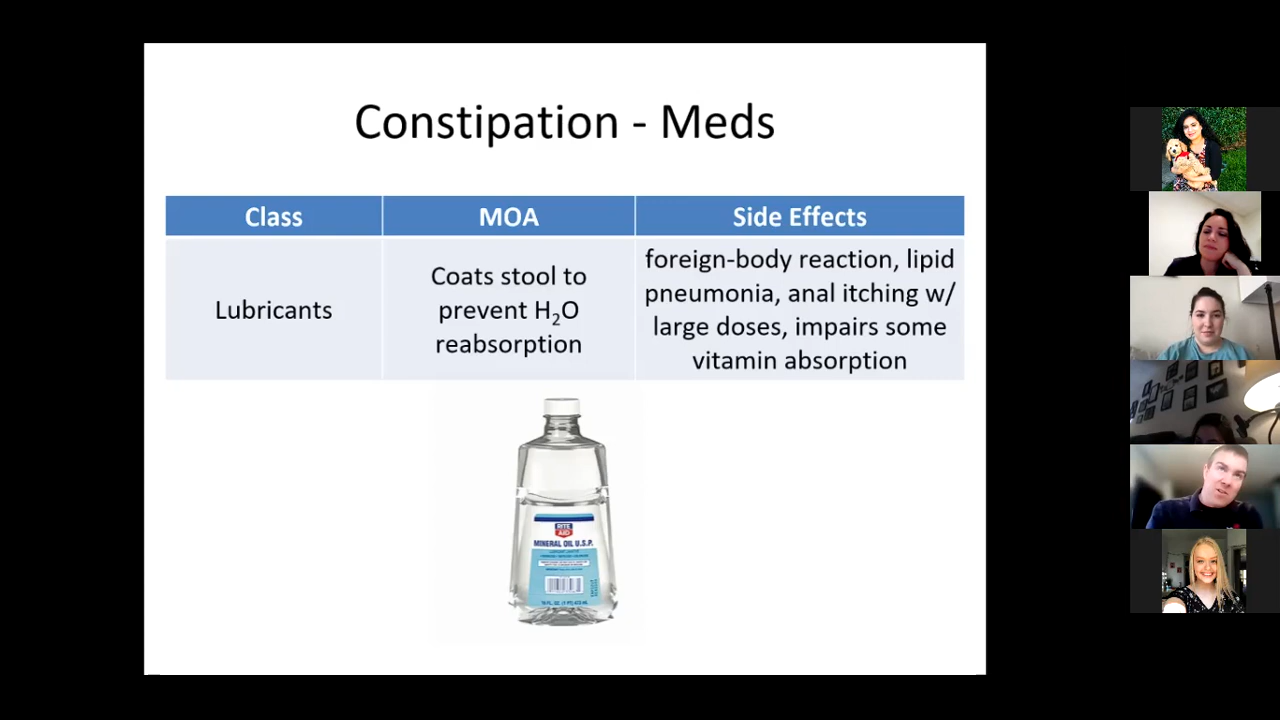 Constipation - Meds
Class
MOA
Side Effects
Lubricants
Coats stool to
prevent H₂O
reabsorption
foreign-body reaction, lipid
pneumonia, anal itching w/
large doses, impairs some
vitamin absorption
RITE
AID
MINERAL OIL U.S.P.